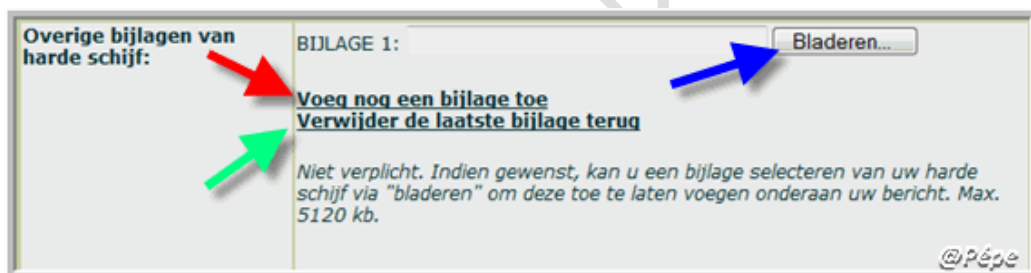 Overige bijlagen van
harde schijf:
BIJLAGE 1:
Bladeren...
Voeg nog een bijlage toe
Verwijder de laatste bijlage terug
Niet verplicht. Indien gewenst, kan u een bijlage selecteren van uw harde
schijf via "bladeren" om deze toe te laten voegen onderaan uw bericht. Max.
5120 kb.
@Pépe